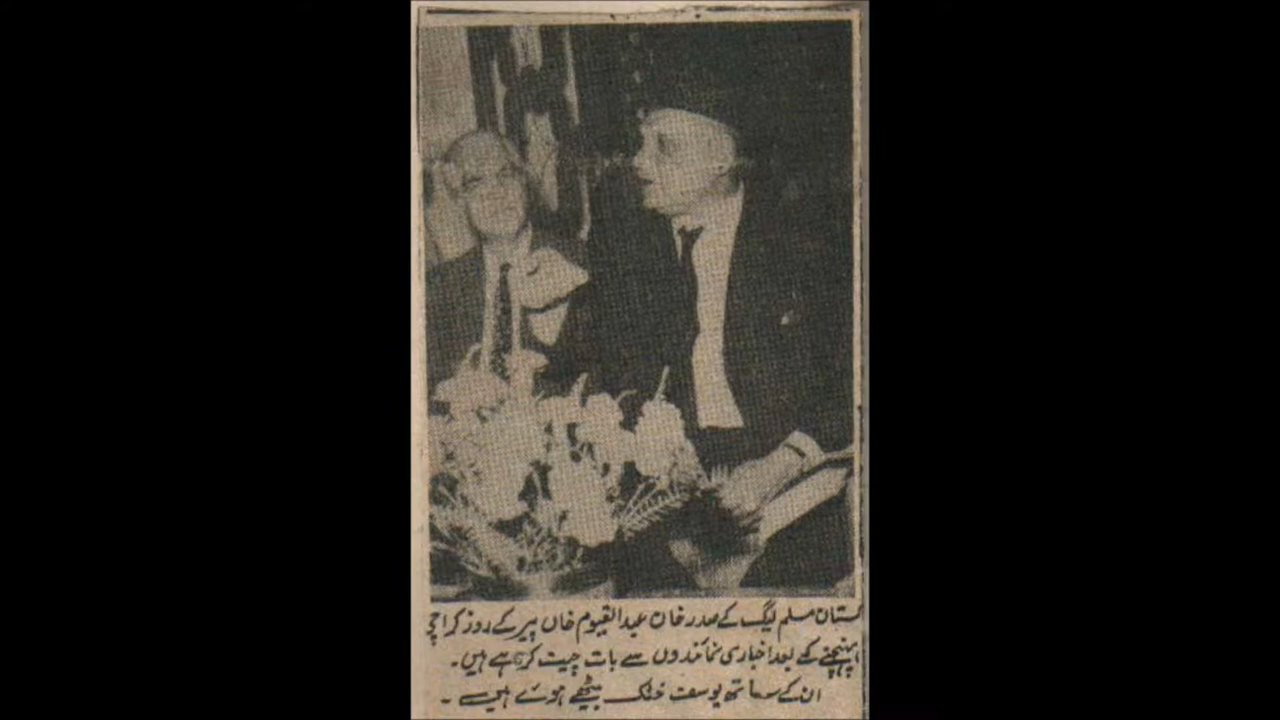 کستان مسلم لیگ کے صدر خان عبدالقیوم خاں پیر کے روز کراچی
پہنچنے کے بعد اخباری نمائندوں سے بات چیت کر رہے ہیں۔
ان کے ساتھ یوسف خٹک بیٹھے ہوئے ہیں۔